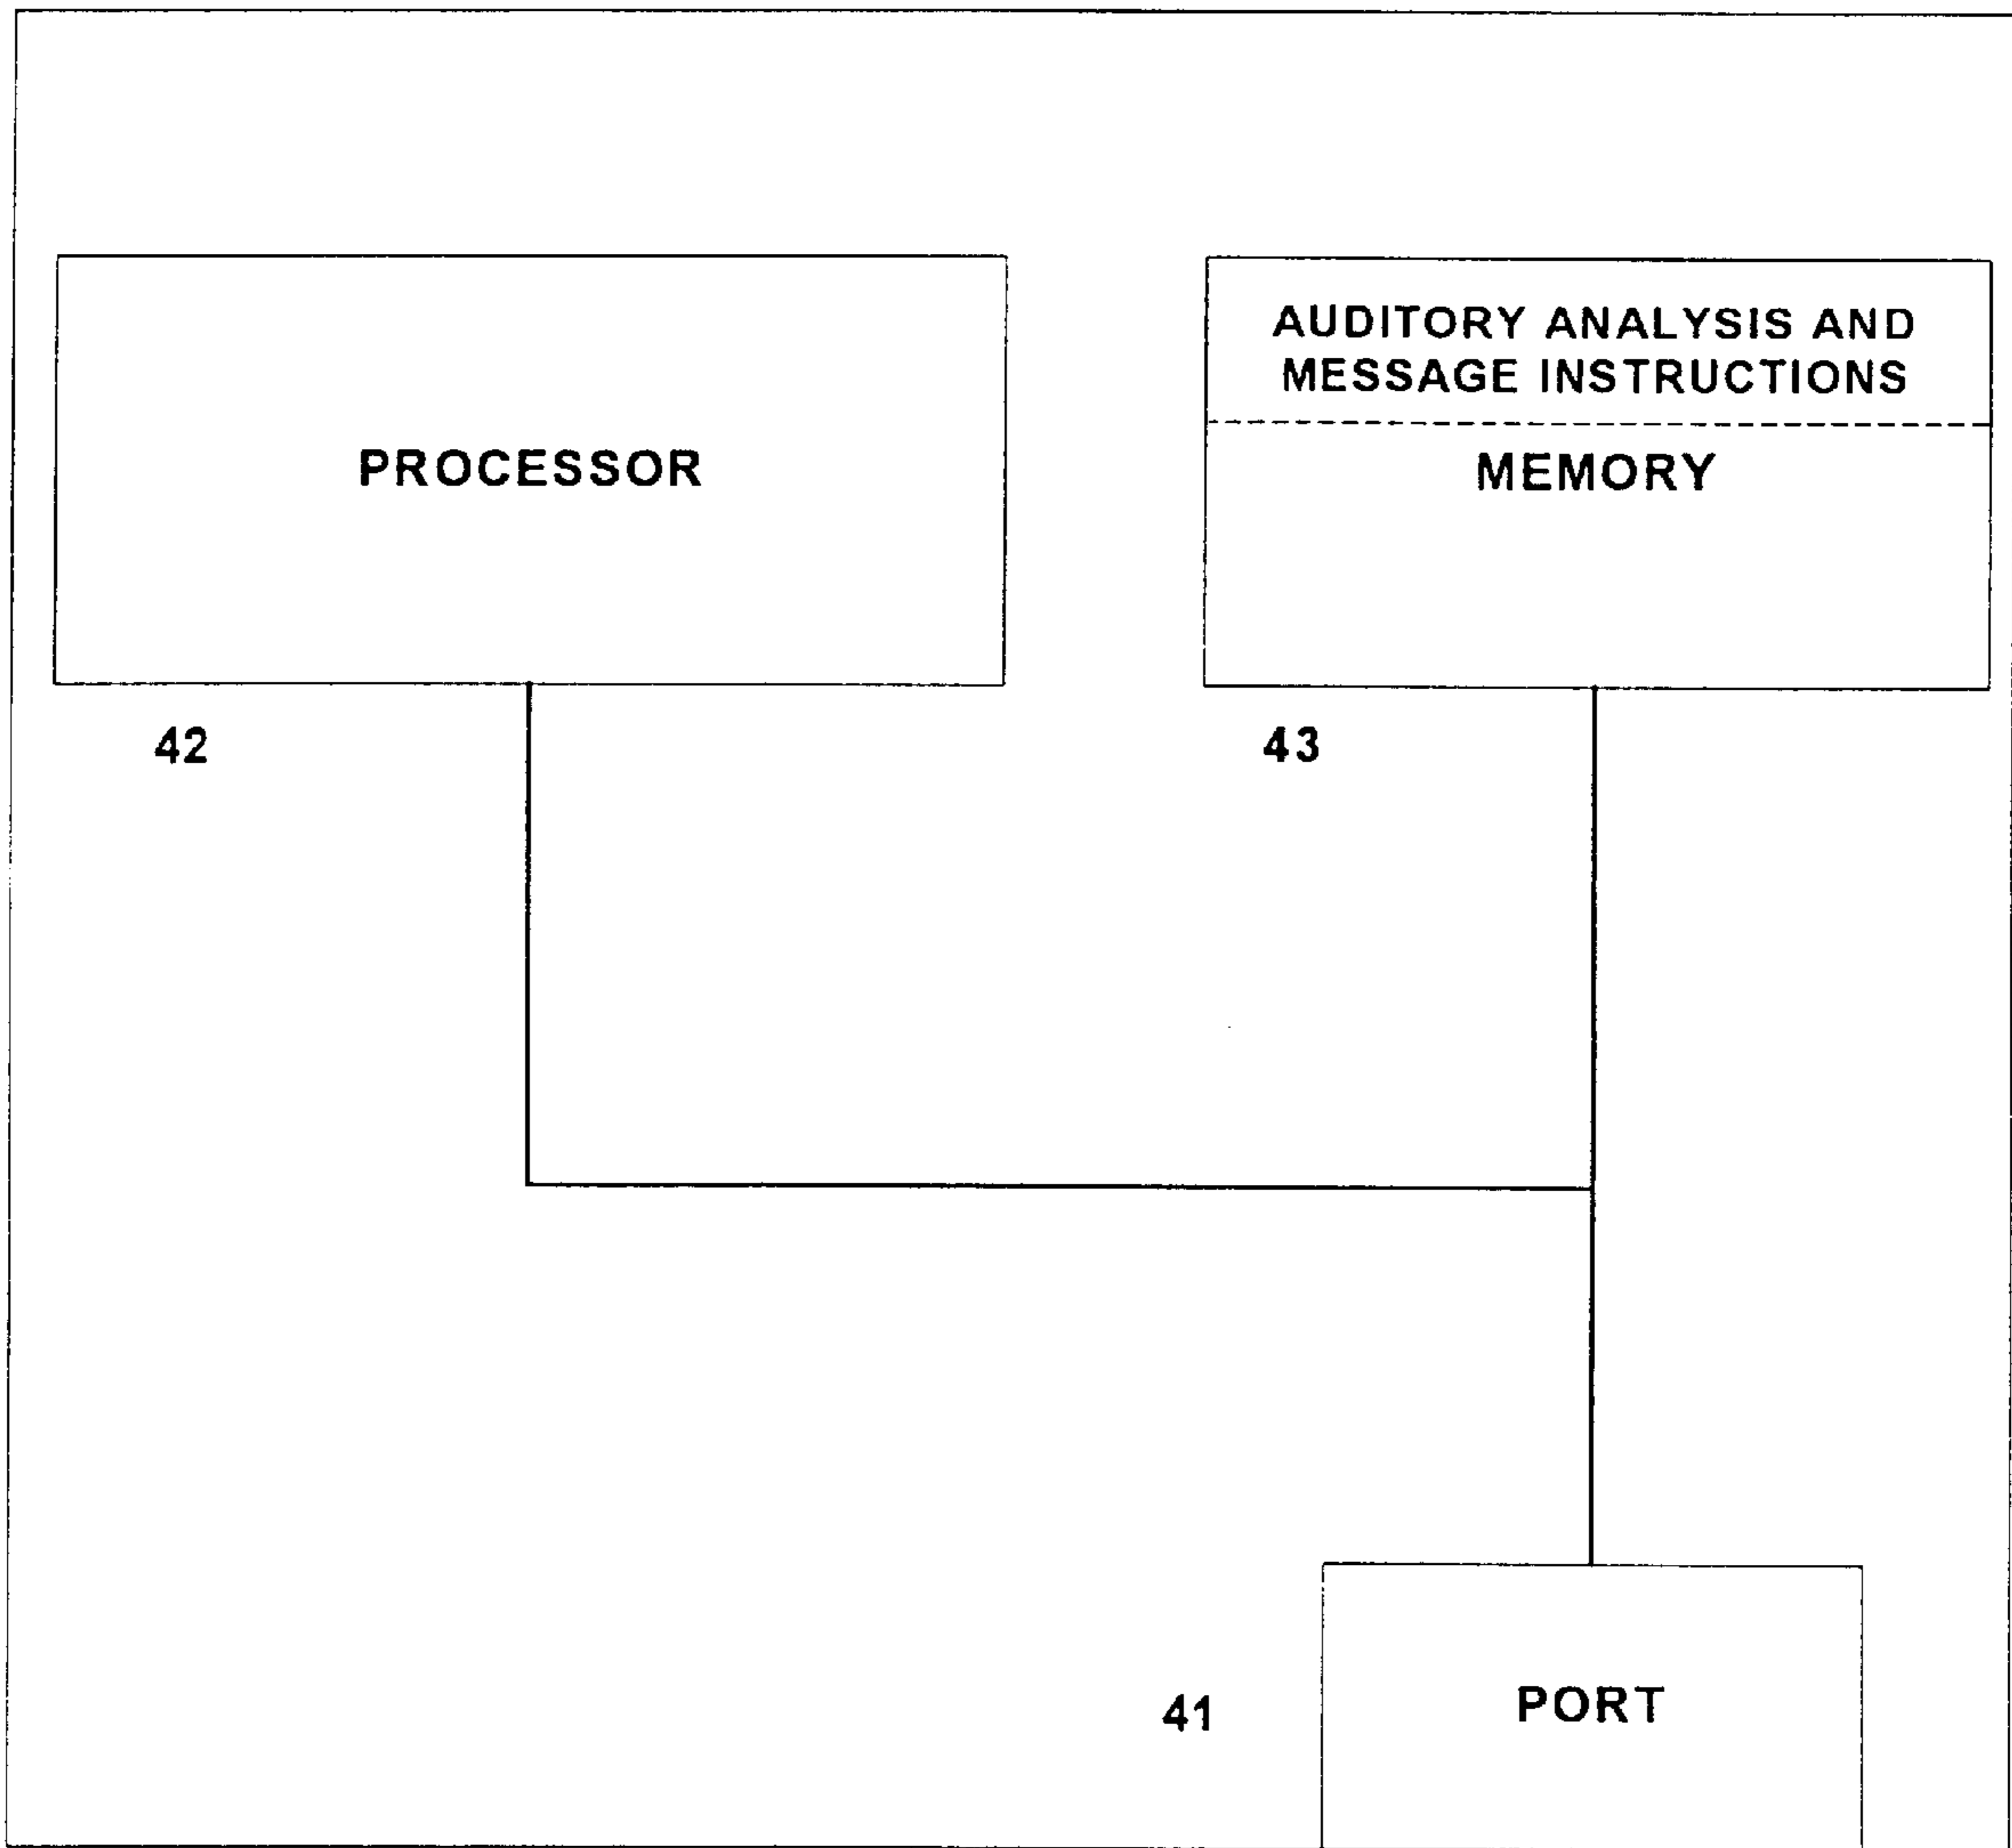 AUDITORY ANALYSIS AND
MESSAGE INSTRUCTIONS
PROCESSOR
MEMORY
42
43
41
PORT